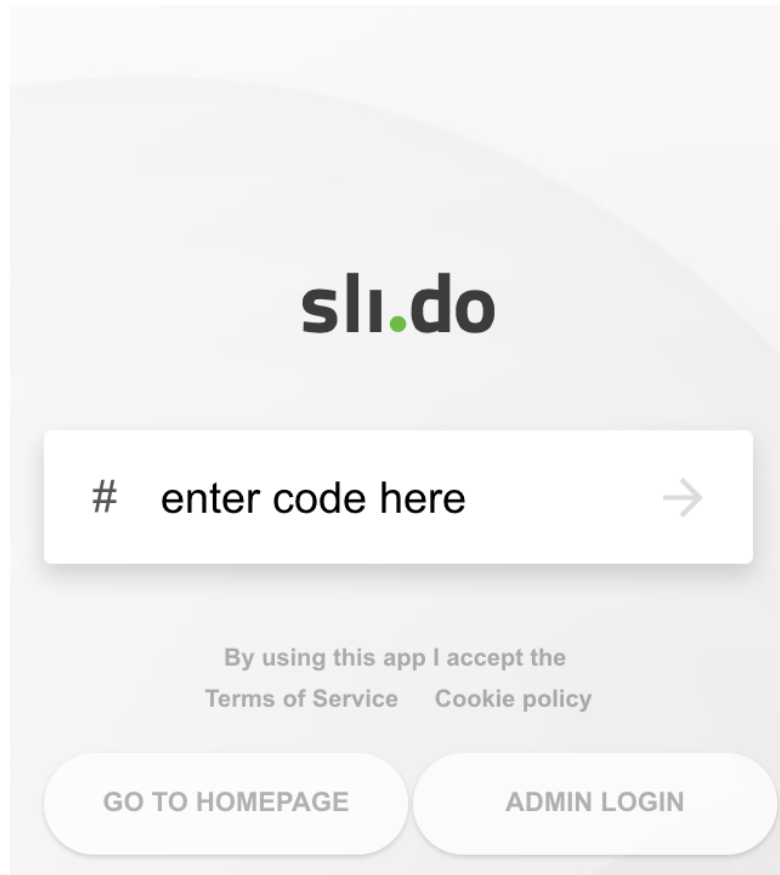 sli.do
# enter code here
By using this app I accept the
Terms of Service Cookie policy
GO TO HOMEPAGE ADMIN LOGIN